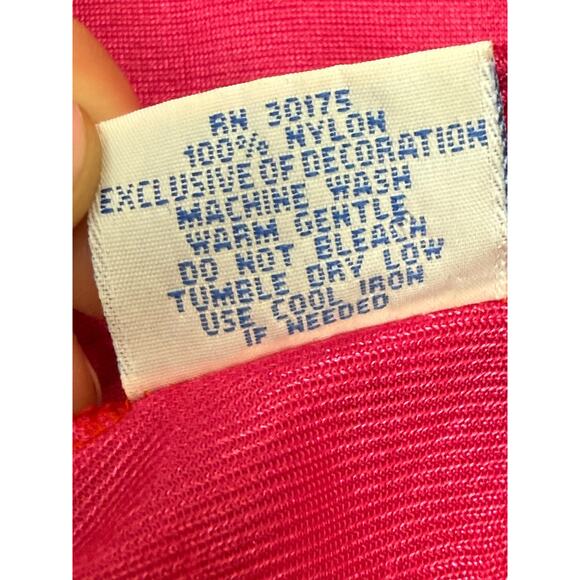 RN 30175
100% NYLON
EXCLUSIVE OF DECORATION
MACHINE WASH
WARM GENTLE
DO NOT BLEACH
TUMBLE DRY LOW
USE COOL IRON
IF NEEDED